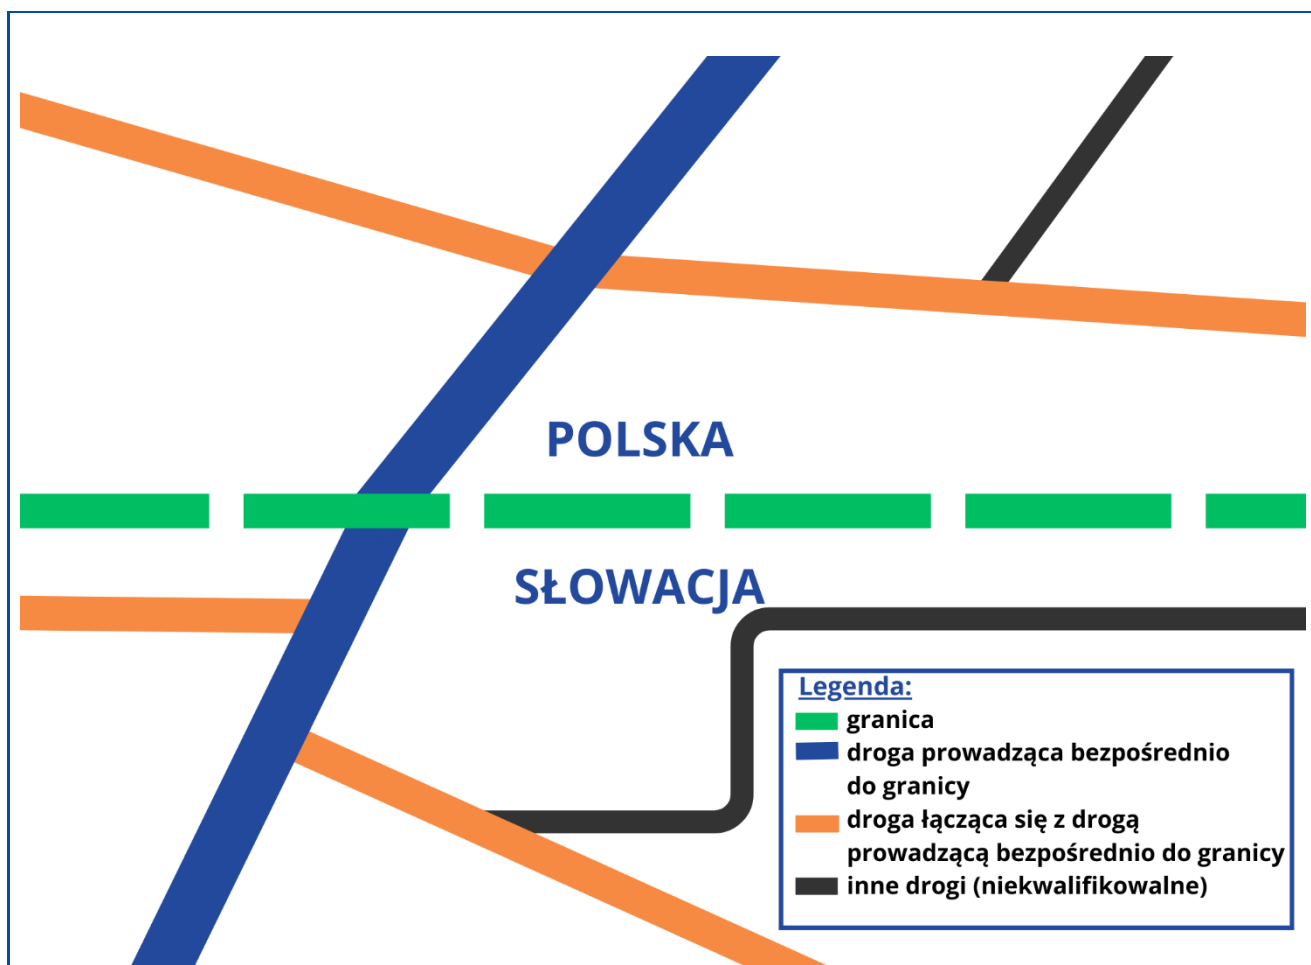 POLSKA
SŁOWACJA
Legenda:
granica
droga prowadząca bezpośrednio
do granicy
droga łącząca się z drogą
prowadzącą bezpośrednio do granicy
inne drogi (niekwalifikowalne)